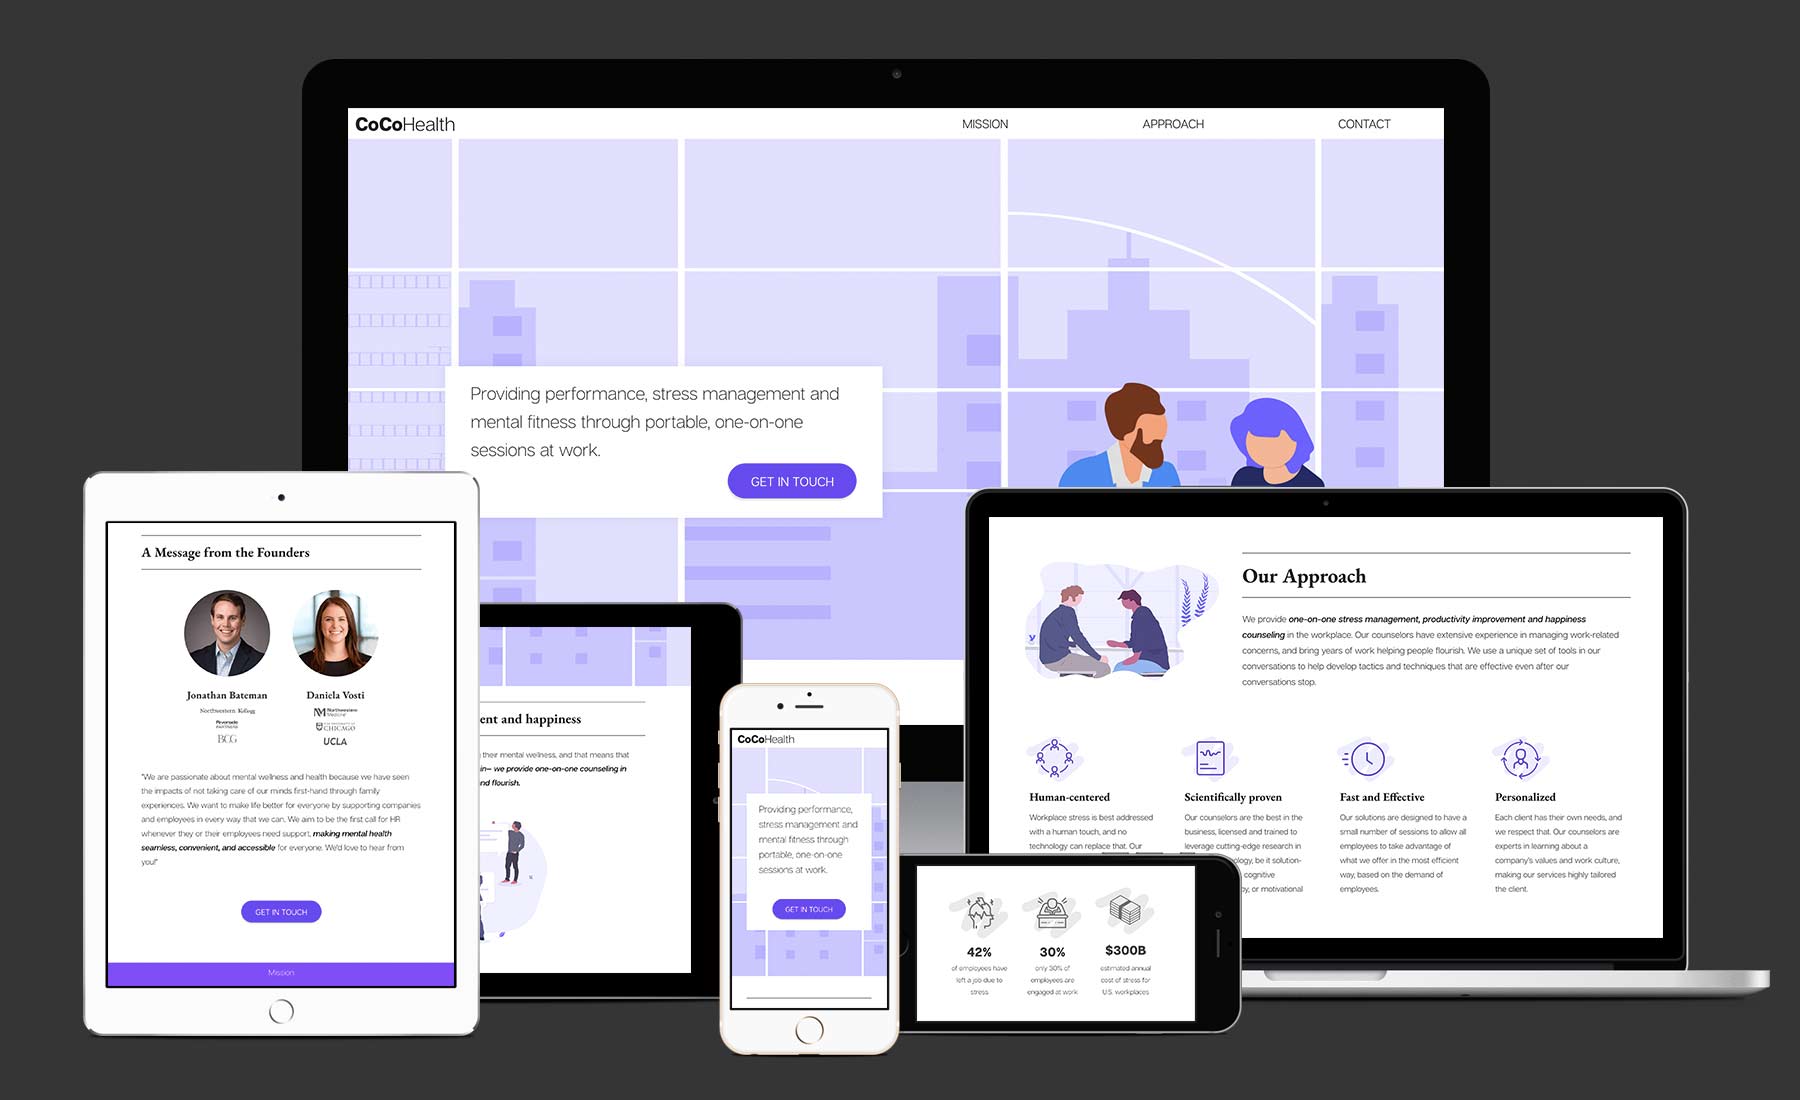 CoCoHealth
MISSION
APPROACH
CONTACT
Providing performance, stress management and
mental fitness through portable, one-on-one
sessions at work.
GET IN TOUCH
A Message from the Founders
Jonathan Bateman
Northwestern Kellogg
Riverside
PARTNERS
BCG
Daniela Vosti
M Northwestern
Medicine
CHICAGO
UCLA
"We are passionate about mental wellness and health because we have seen
the impacts of not taking care of our minds first-hand through family
experiences. We want to make life better for everyone by supporting companies
and employees in every way that we can. We aim to be the first call for HR
whenever they or their employees need support, making mental health
seamless, convenient, and accessible for everyone. We'd love to hear from
you!"
GET IN TOUCH
Mission
ent and happiness
their mental wellness, and that means that
in— we provide one-on-one counseling in
nd flourish.
CoCoHealth
Providing performance,
stress management and
mental fitness through
portable, one-on-one
sessions at work.
GET IN TOUCH
Our Approach
We provide one-on-one stress management, productivity improvement and happiness
counseling in the workplace. Our counselors have extensive experience in managing work-related
concerns, and bring years of work helping people flourish. We use a unique set of tools in our
conversations to help develop tactics and techniques that are effective even after our
conversations stop.
Human-centered
Workplace stress is best addressed
with a human touch, and no
technology can replace that. Our
Scientifically proven
Our counselors are the best in the
business, licensed and trained to
leverage cutting-edge research in
ology, be it solution-
cognitive
by, or motivational
Fast and Effective
Our solutions are designed to have a
small number of sessions to allow all
employees to take advantage of
what we offer in the most efficient
way, based on the demand of
employees.
Personalized
Each client has their own needs, and
we respect that. Our counselors are
experts in learning about a
company's values and work culture,
making our services highly tailored
the client.
42%
of employees have
left a job due to
stress
30%
only 30% of
employees are
engaged at work
$300B
estimated annual
cost of stress for
U.S. workplaces